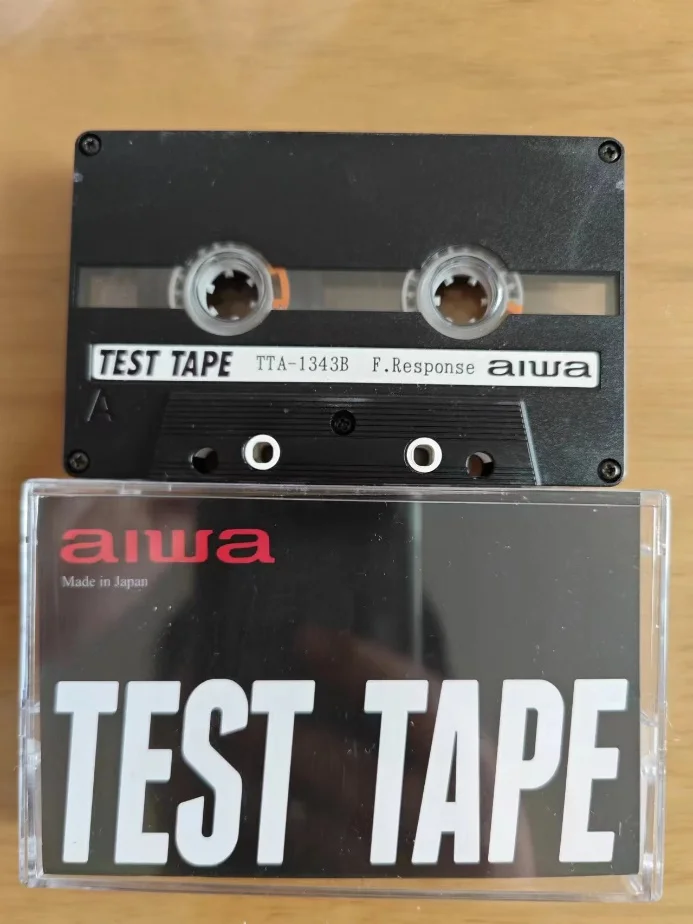 TEST TAPE TTA-1343B F.Response aiwa
A
aiwa
Made in Japan
TEST TAPE